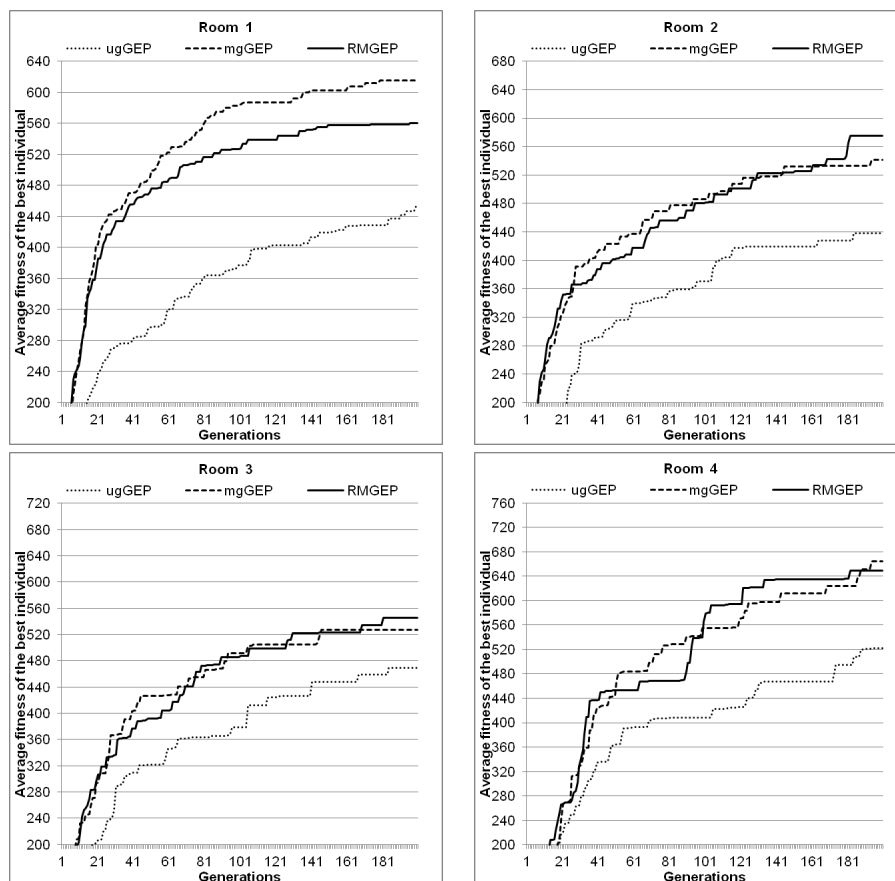 Room 1
ugGEP mgGEP RMGEP
Average fitness of the best individual
640
600
560
520
480
440
400
360
320
280
240
200
1 21 41 61 81 101 121 141 161 181
Generations
Room 2
ugGEP mgGEP RMGEP
Average fitness of the best individual
680
640
600
560
520
480
440
400
360
320
280
240
200
1 21 41 61 81 101 121 141 161 181
Generations
Room 3
ugGEP mgGEP RMGEP
Average fitness of the best individual
720
680
640
600
560
520
480
440
400
360
320
280
240
200
1 21 41 61 81 101 121 141 161 181
Generations
Room 4
ugGEP mgGEP RMGEP
Average fitness of the best individual
760
720
680
640
600
560
520
480
440
400
360
320
280
240
200
1 21 41 61 81 101 121 141 161 181
Generations